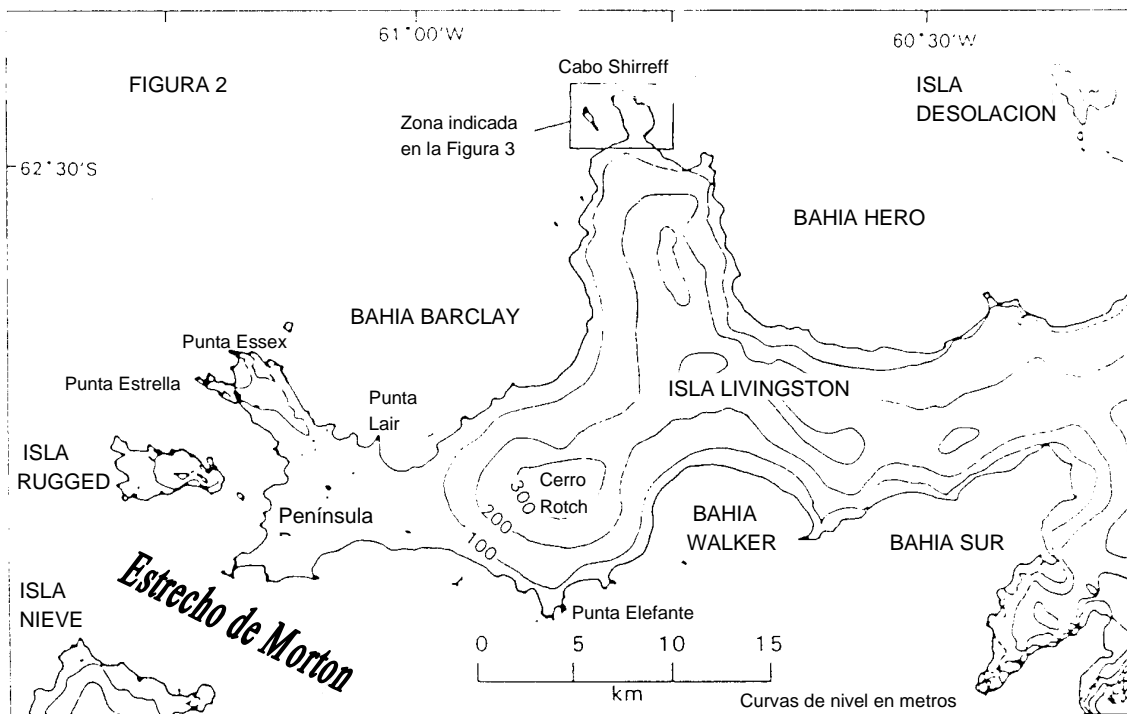 61°00'W
60°30'W
FIGURA 2
Cabo Shirreff
ISLA
DESOLACION
Zona indicada
en la Figura 3
62°30'S
BAHIA HERO
BAHIA BARCLAY
Punta Essex
Punta Estrella
Punta
Lair
ISLA LIVINGSTON
ISLA
RUGGED
Cerro
Rotch
300
200
100
Península
BAHIA
WALKER
BAHIA SUR
Estrecho de Morton
ISLA
NIEVE
Punta Elefante
0 5 10 15
km
Curvas de nivel en metros